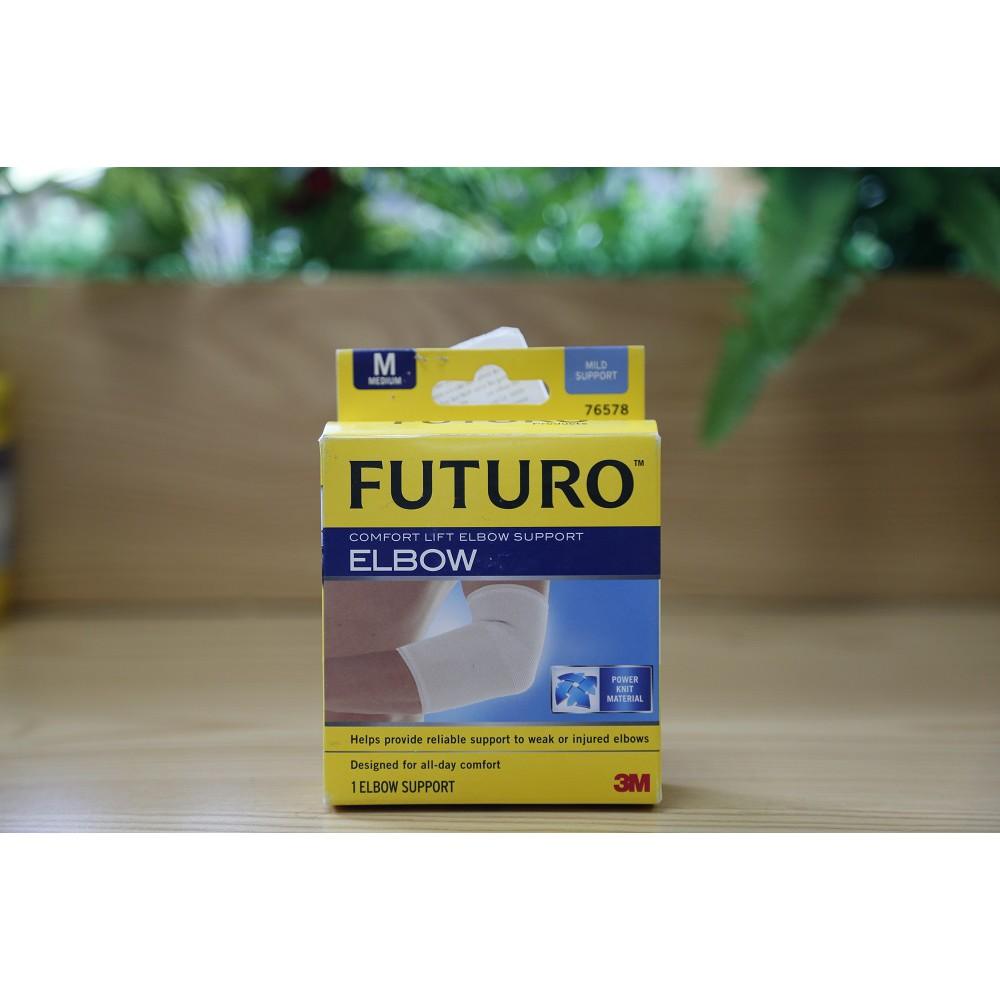 M
MEDIUM
MILD
SUPPORT
76578
FUTURO™
COMFORT LIFT ELBOW SUPPORT
ELBOW
POWER
KNIT
MATERIAL
Helps provide reliable support to weak or injured elbows
Designed for all-day comfort
1 ELBOW SUPPORT
3M